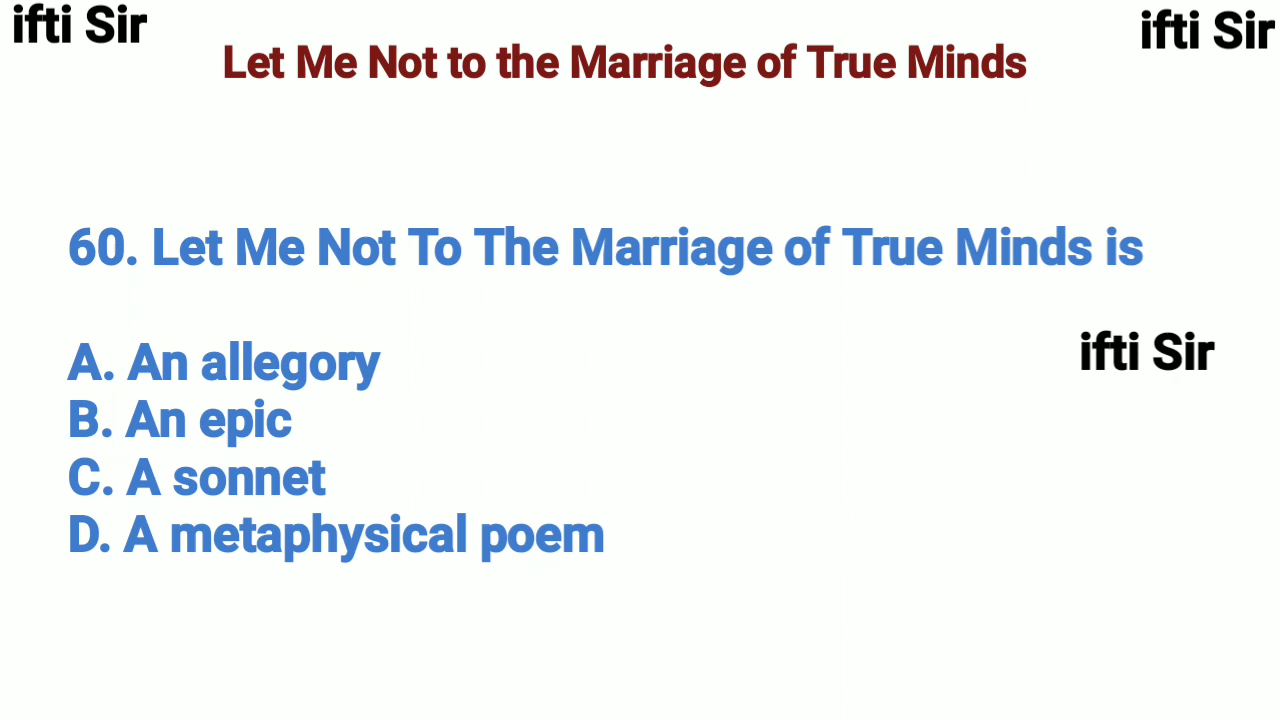 ifti Sir
ifti Sir
Let Me Not to the Marriage of True Minds
60. Let Me Not To The Marriage of True Minds is
ifti Sir
A. An allegory
B. An epic
C. A sonnet
D. A metaphysical poem